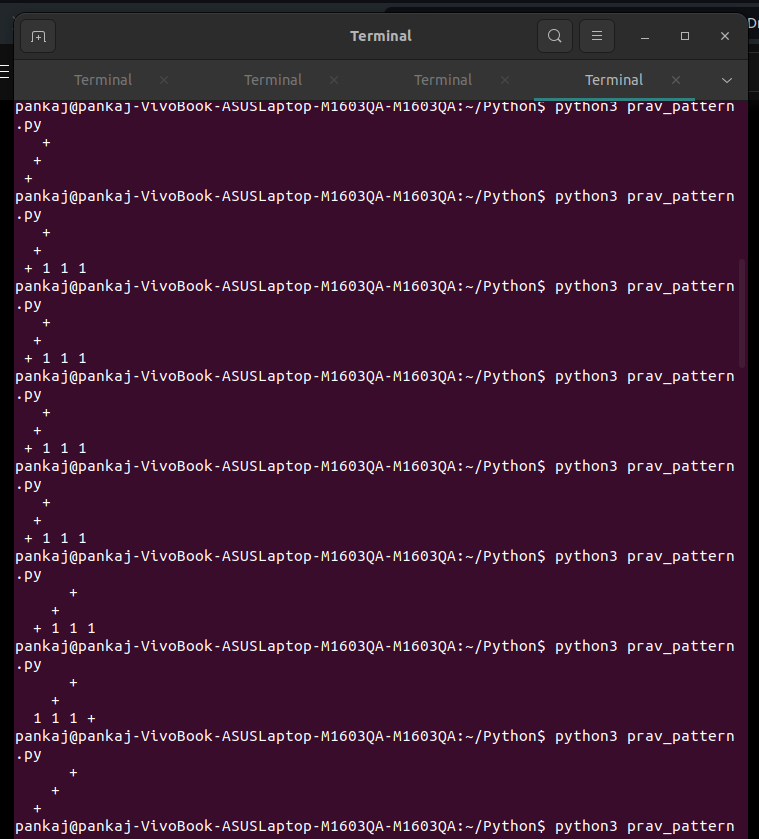 Terminal
Terminal Terminal Terminal Terminal
pankaj@pankaj-VivoBook-ASUSLaptop-M1603QA-M1603QA:~/Python$ python3 prav_pattern
.py
   +
  +
 +
pankaj@pankaj-VivoBook-ASUSLaptop-M1603QA-M1603QA:~/Python$ python3 prav_pattern
.py
   +
  +
 + 1 1 1
pankaj@pankaj-VivoBook-ASUSLaptop-M1603QA-M1603QA:~/Python$ python3 prav_pattern
.py
   +
  +
 + 1 1 1
pankaj@pankaj-VivoBook-ASUSLaptop-M1603QA-M1603QA:~/Python$ python3 prav_pattern
.py
   +
  +
 + 1 1 1
pankaj@pankaj-VivoBook-ASUSLaptop-M1603QA-M1603QA:~/Python$ python3 prav_pattern
.py
   +
  +
 + 1 1 1
pankaj@pankaj-VivoBook-ASUSLaptop-M1603QA-M1603QA:~/Python$ python3 prav_pattern
.py
      +
    +
  + 1 1 1
pankaj@pankaj-VivoBook-ASUSLaptop-M1603QA-M1603QA:~/Python$ python3 prav_pattern
.py
      +
    +
  1 1 1 +
pankaj@pankaj-VivoBook-ASUSLaptop-M1603QA-M1603QA:~/Python$ python3 prav_pattern
.py
      +
    +
  +
pankaj@pankaj-VivoBook-ASUSLaptop-M1603QA-M1603QA:~/Python$ python3 prav_pattern